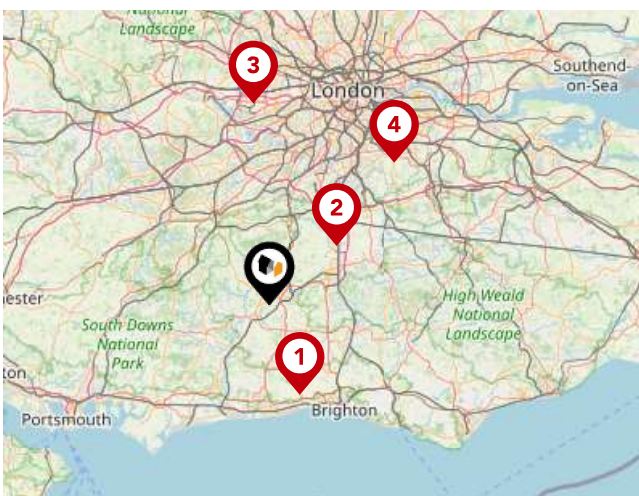 National
Landscape
3
London
Southend-
on-Sea
4
2
ester
High Weald
National
Landscape
South Downs
National
Park
1
ton
Brighton
Portsmouth